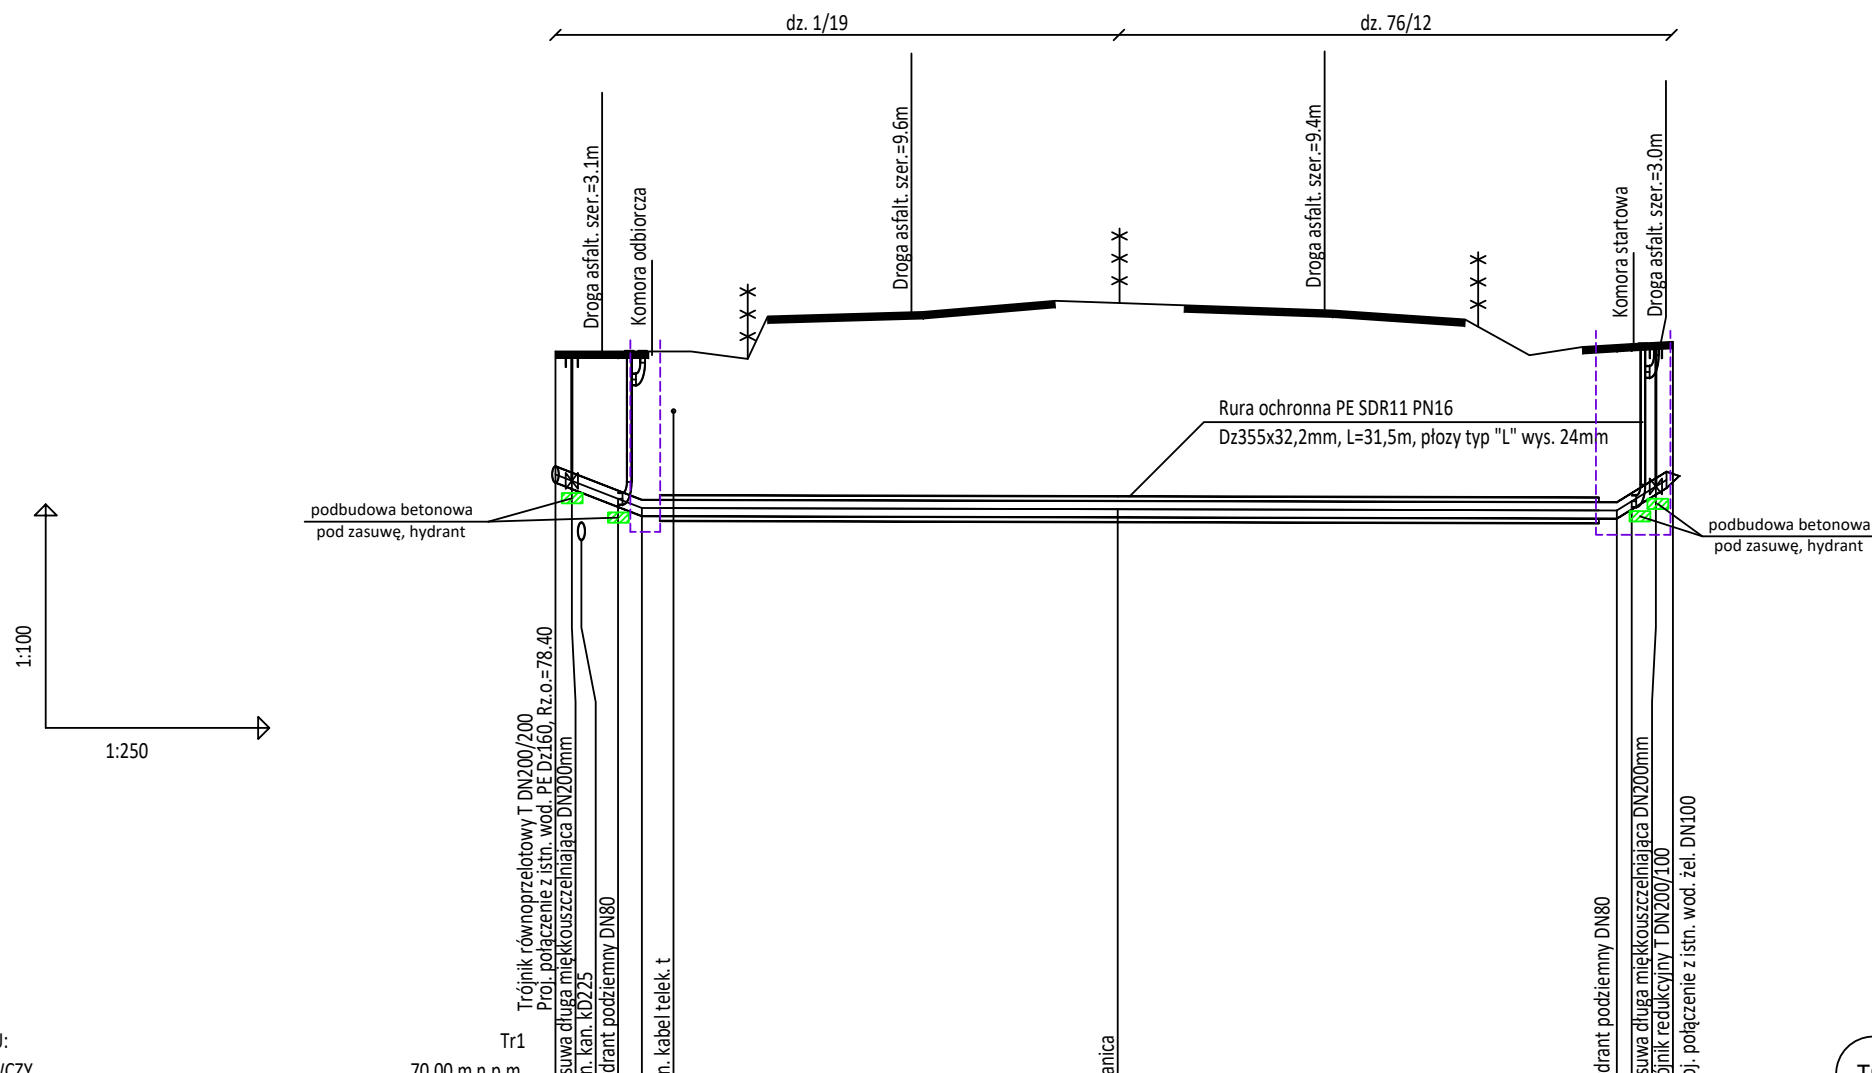 dz. 1/19
dz. 76/12
Droga asfalt. szer.=3.1m
Komora odbiorcza
Droga asfalt. szer.=9.6m
Droga asfalt. szer.=9.4m
Komora startowa
Droga asfalt. szer.=3.0m
Rura ochronna PE SDR11 PN16
Dz355x32,2mm, L=31,5m, płozy typ "L" wys. 24mm
podbudowa betonowa
pod zasuwę, hydrant
podbudowa betonowa
pod zasuwę, hydrant
1:100
1:250
Trójnik równoprzelotowy T DN200/200
Proj. połączenie z istn. wod. PE Dz160, Rz.o.=78.40
suwa długa miękkouszczelniająca DN200mm
n. kan. kD225
drant podziemny DN80
n. kabel telek. t
anica
drant podziemny DN80
suwa długa miękkouszczelniająca DN200mm
jnik redukcyjny T DN200/100
oj. połączenie z istn. wod. żel. DN100
Tr1
70.00 m n.p.m.